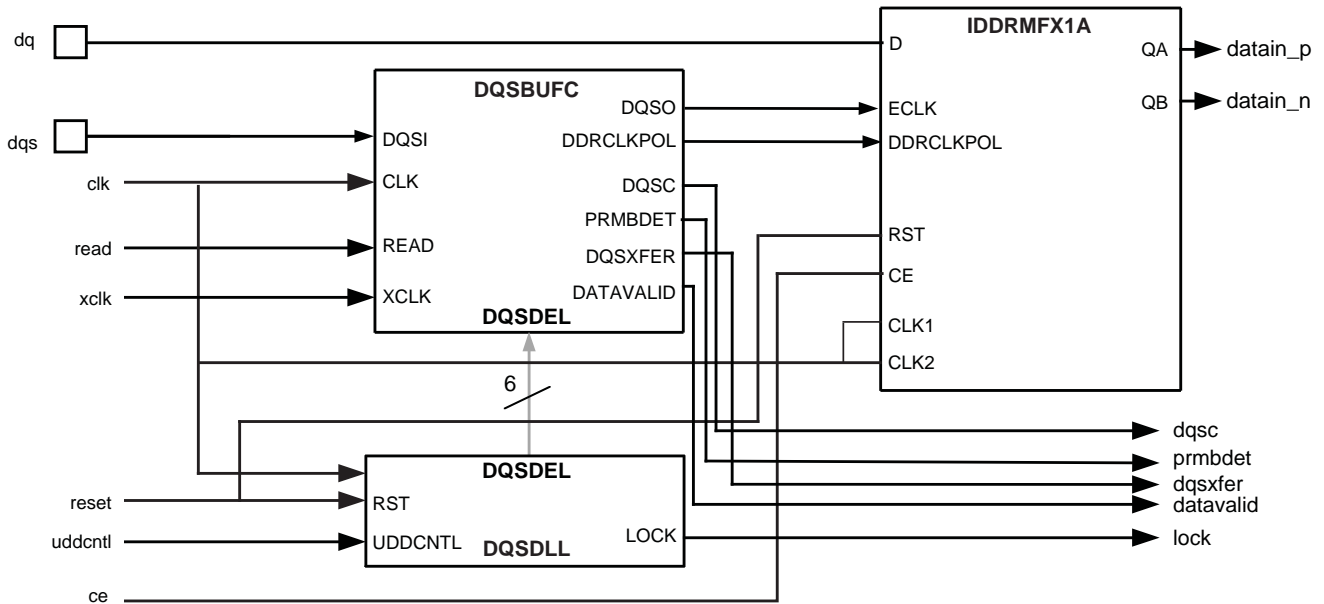 IDDRMFX1A
dq
D
QA
datain_p
DQSBUFC
DQSO
ECLK
QB
datain_n
dqs
DQSI
DDRCLKPOL
DDRCLKPOL
clk
CLK
DQSC
PRMBDET
RST
read
READ
DQSXFER
CE
xclk
XCLK
DATAVALID
DQSDEL
CLK1
CLK2
6
dqsc
DQSDEL
prmbdet
dqsxfer
reset
RST
datavalid
uddcntl
UDDCNTL
DQSDLL
LOCK
lock
ce